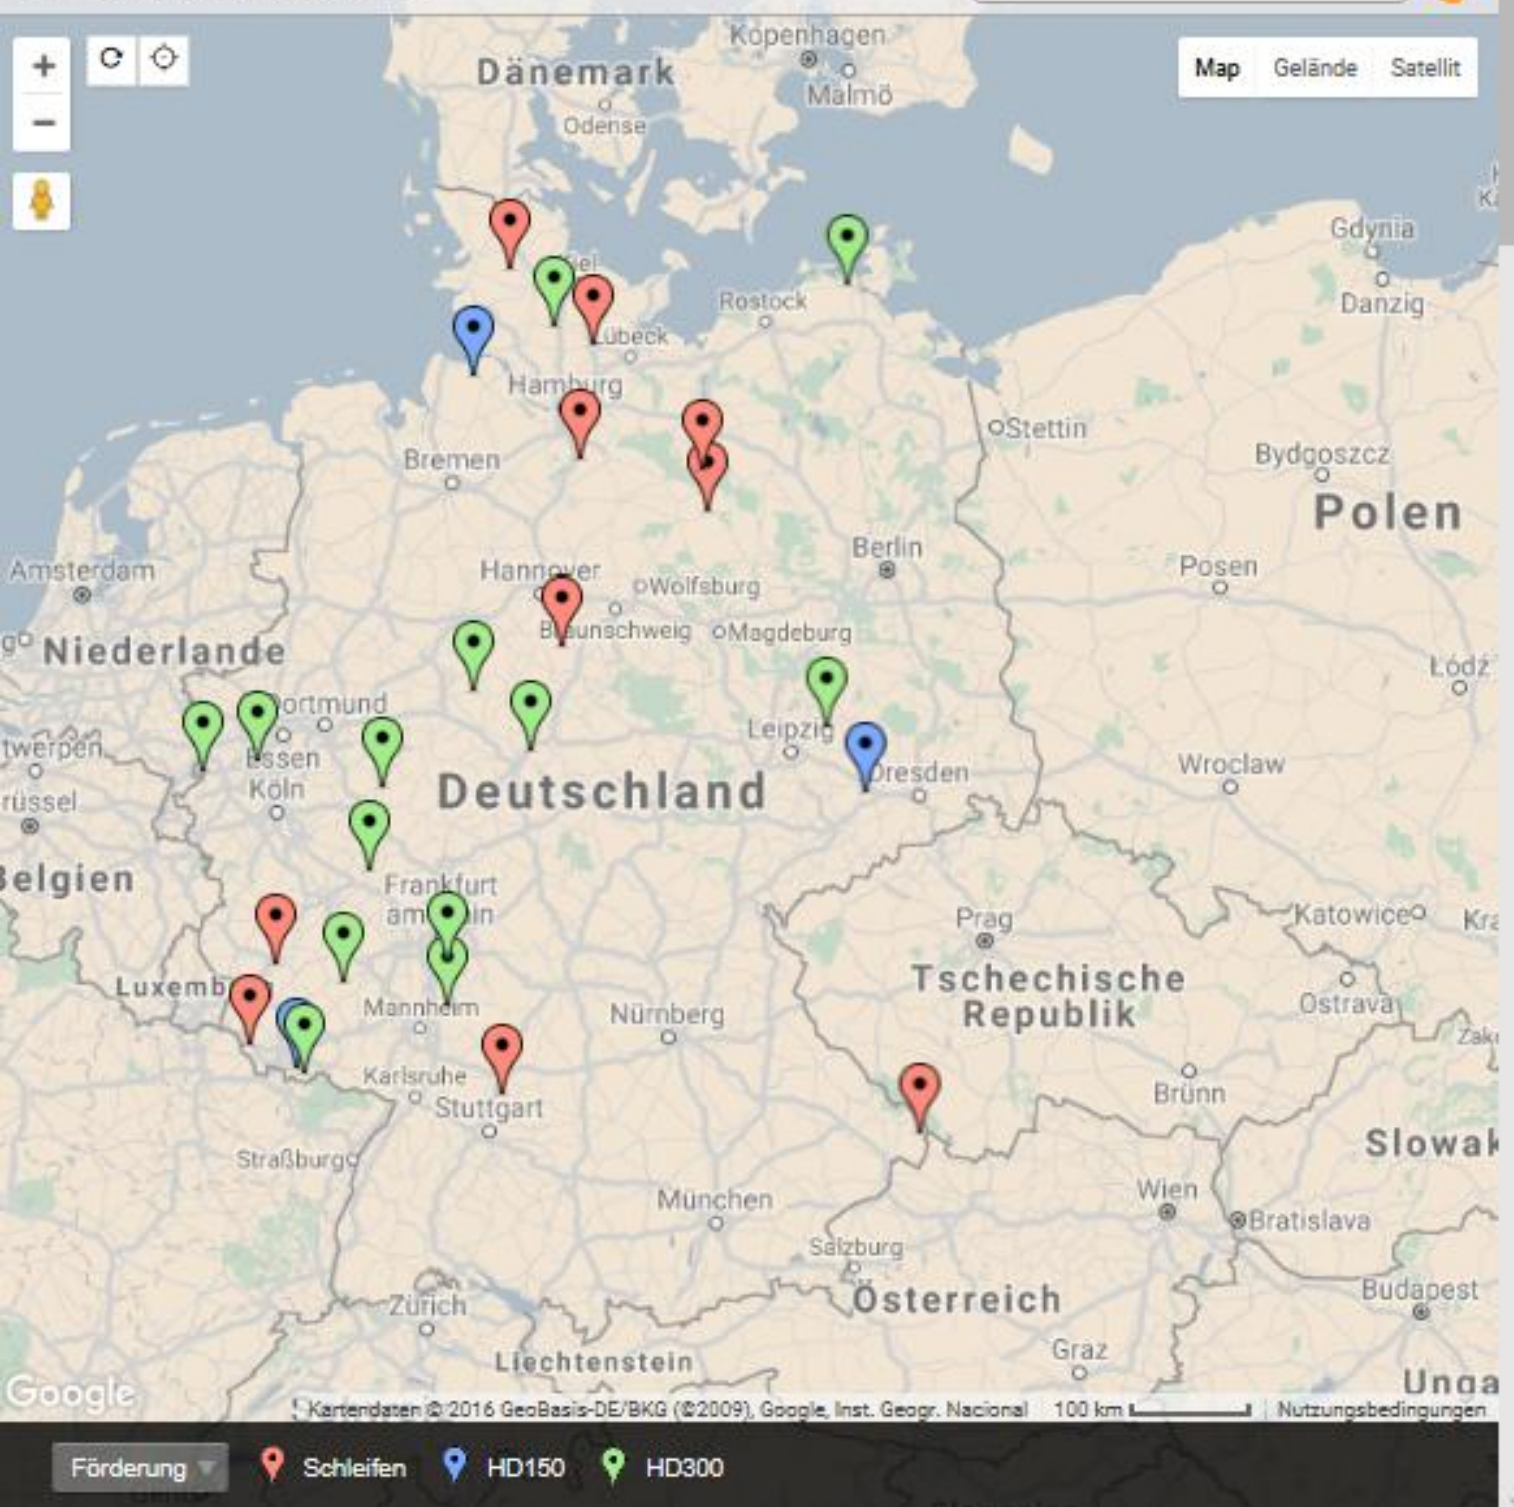 Kopenhagen
Dänemark
Map Gelände Satellit
Malmö
Odense
Gdynia
Rostock
Danzig
Lübeck
Hamburg
Stettin
Bremen
Bydgoszcz
Polen
Berlin
Amsterdam
Hannover
Posen
Wolfsburg
Braunschweig
Magdeburg
Niederlande
Łódź
Dortmund
Leipzig
Essen
Wroclaw
Dresden
Köln
Deutschland
Belgien
Frankfurt
am Main
Katowice
Prag
Tschechische
Republik
Luxemb
Mannheim
Nürnberg
Ostrava
Karlsruhe
Brünn
Stuttgart
Slowak
Straßburg
Wien
München
Bratislava
Salzburg
Österreich
Budapest
Zürich
Graz
Liechtenstein
Unga
Google
Kartendaten © 2016 GeoBasis-DE/BKG (©2009), Google, Inst. Geogr. Nacional 100 km Nutzungsbedingungen
Förderung Schleifen HD150 HD300